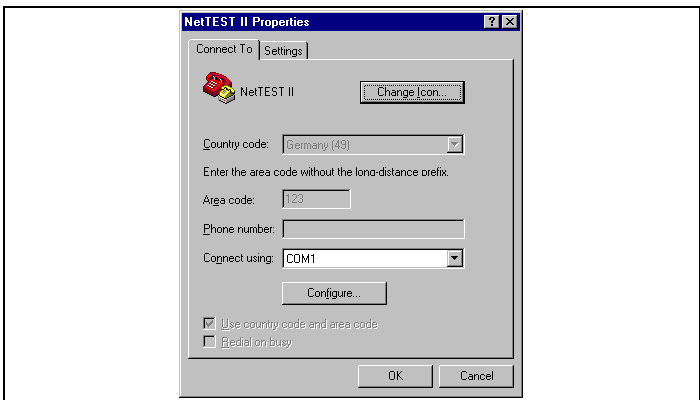 NetTEST II Properties
Connect To Settings
NetTEST II Change Icon...
Country code: Germany (49)
Enter the area code without the long-distance prefix.
Area code: 123
Phone number:
Connect using: COM1
Configure...
Use country code and area code
Redial on busy
OK Cancel